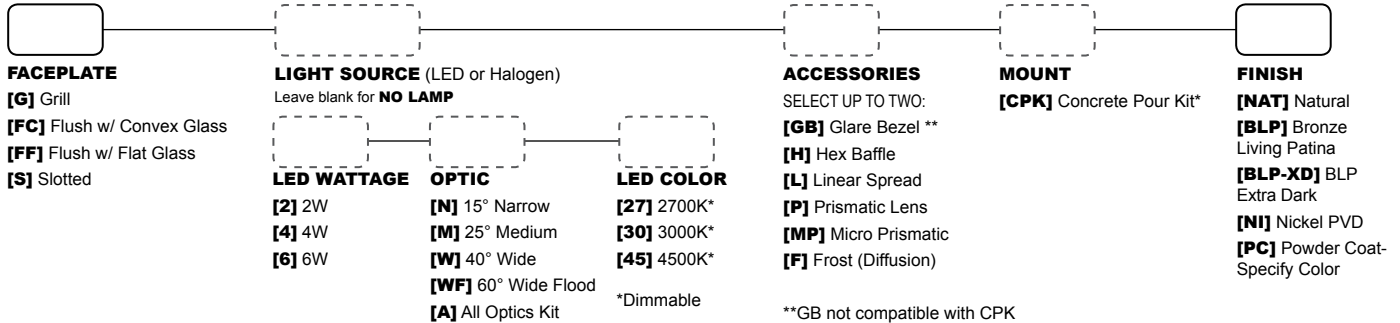 FACEPLATE
[G] Grill
[FC] Flush w/ Convex Glass
[FF] Flush w/ Flat Glass
[S] Slotted
LIGHT SOURCE (LED or Halogen)
Leave blank for NO LAMP
LED WATTAGE
[2] 2W
[4] 4W
[6] 6W
OPTIC
[N] 15° Narrow
[M] 25° Medium
[W] 40° Wide
[WF] 60° Wide Flood
[A] All Optics Kit
LED COLOR
[27] 2700K*
[30] 3000K*
[45] 4500K*
*Dimmable
ACCESSORIES
SELECT UP TO TWO:
[GB] Glare Bezel **
[H] Hex Baffle
[L] Linear Spread
[P] Prismatic Lens
[MP] Micro Prismatic
[F] Frost (Diffusion)
**GB not compatible with CPK
MOUNT
[CPK] Concrete Pour Kit*
FINISH
[NAT] Natural
[BLP] Bronze
Living Patina
[BLP-XD] BLP
Extra Dark
[NI] Nickel PVD
[PC] Powder Coat-
Specify Color